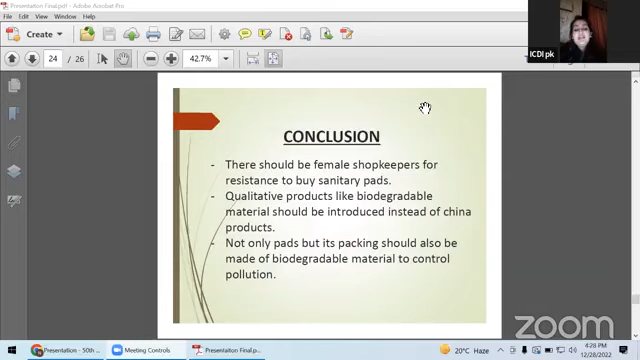 Presentation Final.pdf - Adobe Acrobat Pro
File Edit View Window Help
Create
24 / 26
42.7%
ICDI pk
CONCLUSION
- There should be female shopkeepers for
resistance to buy sanitary pads.
- Qualitative products like biodegradable
material should be introduced instead of china
products.
- Not only pads but its packing should also be
made of biodegradable material to control
pollution.
zoom
Presentation - 50th ...
Meeting Controls
Presentaiton Final.p...
20°C Haze
4:28 PM
12/28/2022